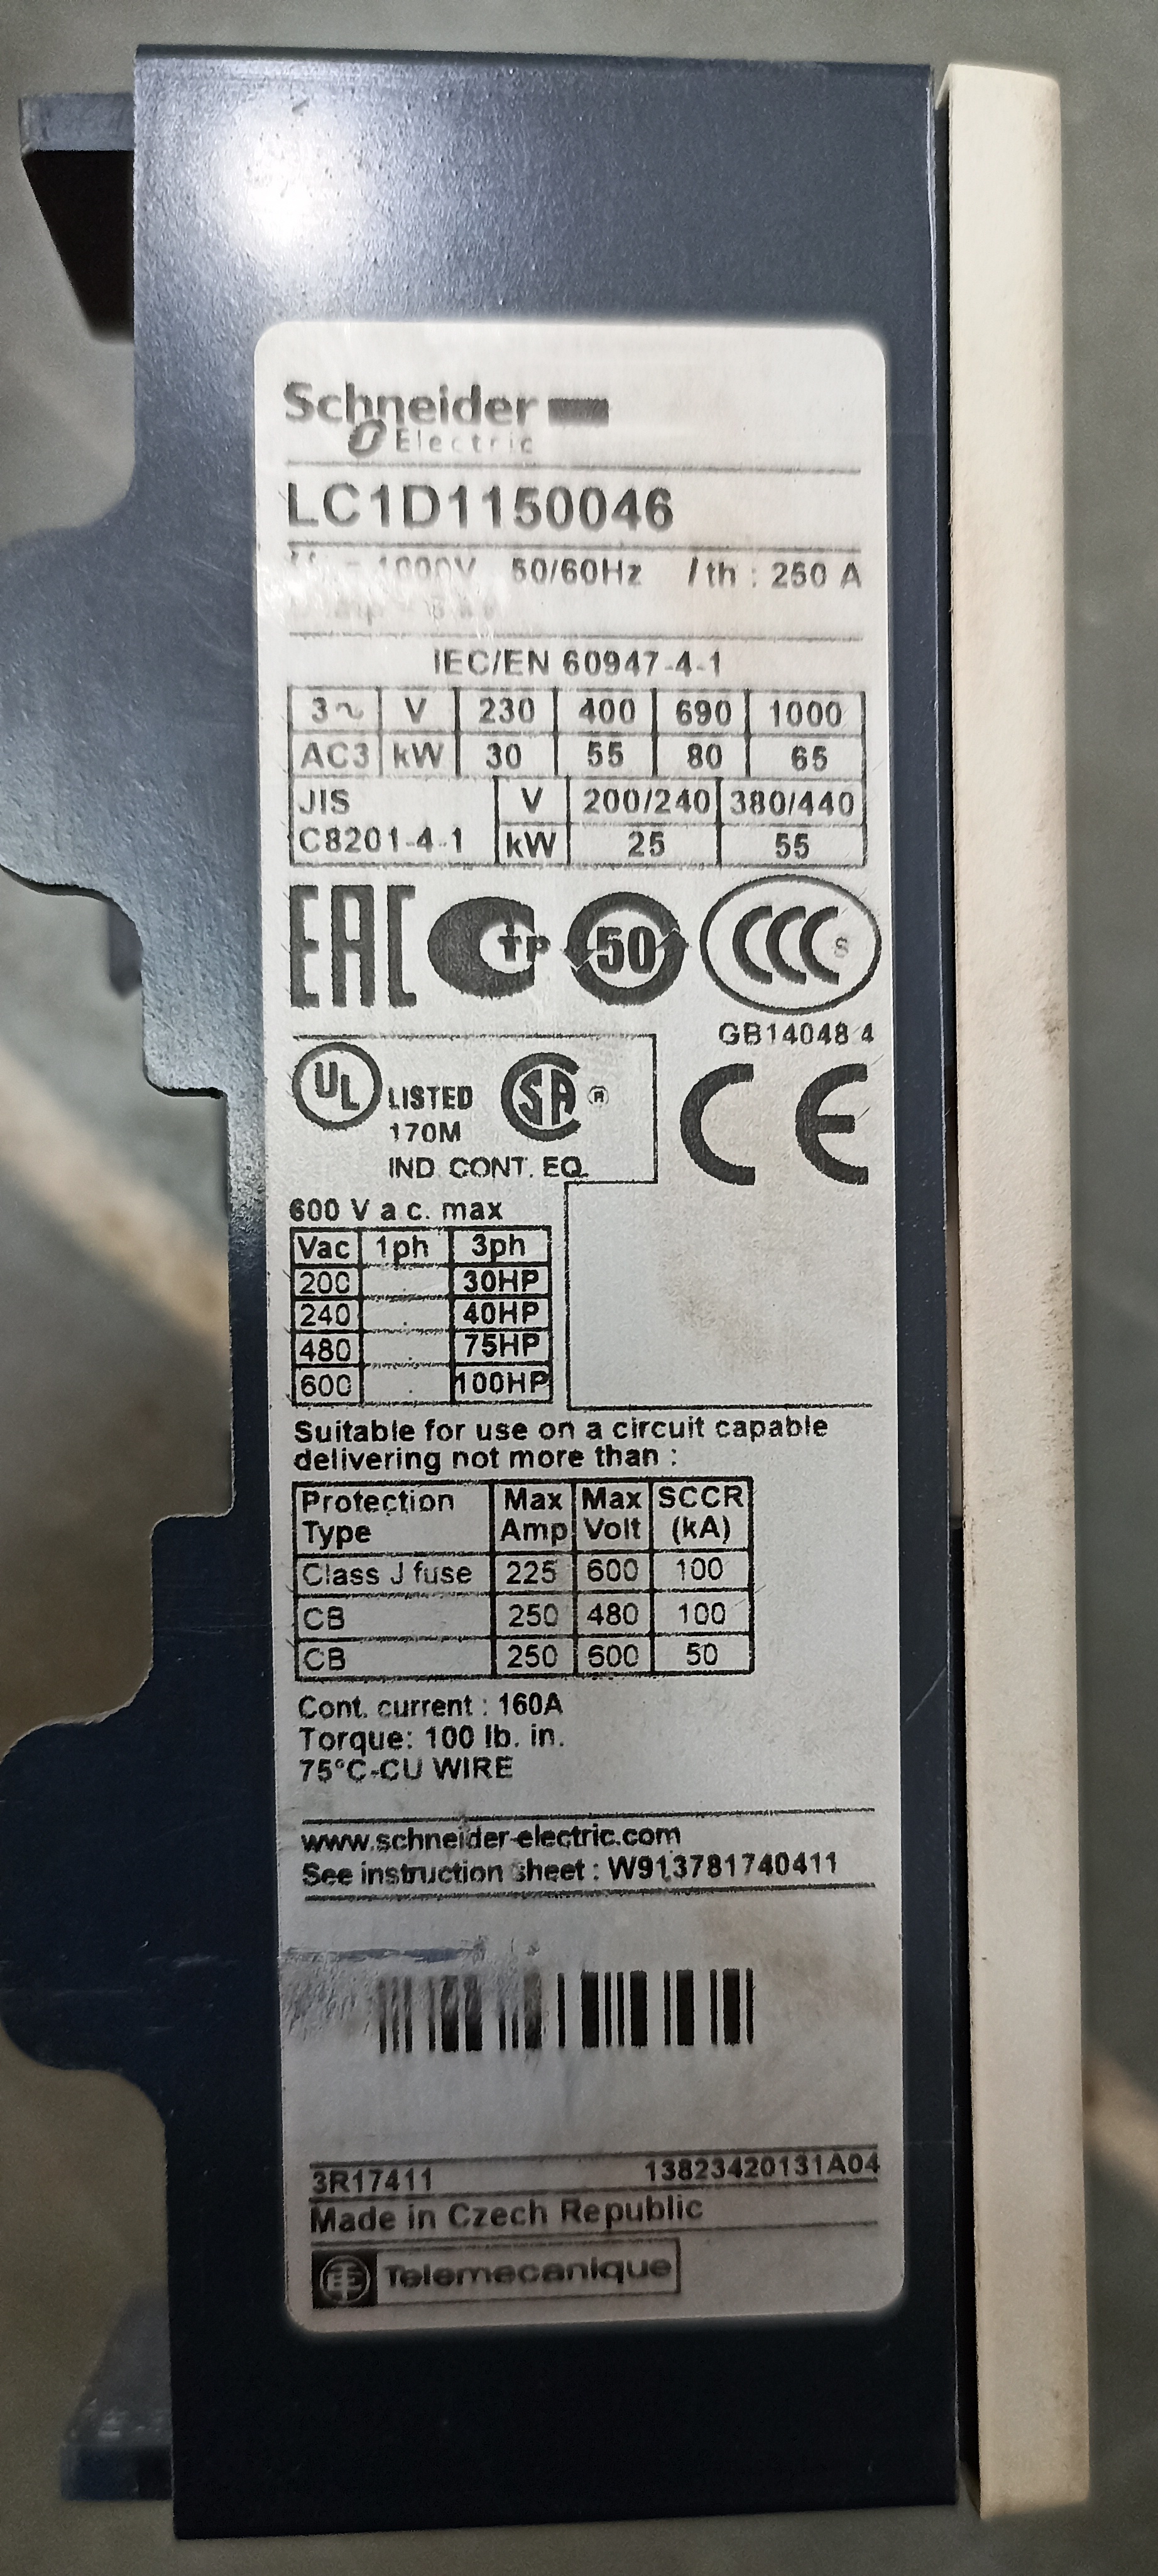 Schneider
Electric
LC1D1150046
1000V 50/60Hz Ith : 250 A
IEC/EN 60947-4-1
3~ V 230 400 690 1000
AC3 kW 30 55 80 65
JIS V 200/240 380/440
C8201-4-1 kW 25 55
EAC CTP 50 CCC S
GB14048 4
UL LISTED SA ®
170M
IND CONT. EQ.
CE
600 V a c. max
Vac 1ph 3ph
200 . 30HP
240 . 40HP
480 . 75HP
600 . 100HP
Suitable for use on a circuit capable
delivering not more than :
Protection Max Max SCCR
Type Amp Volt (kA)
Class J fuse 225 600 100
CB 250 480 100
CB 250 600 50
Cont. current : 160A
Torque: 100 lb. in.
75°C-CU WIRE
www.schneider-electric.com
See instruction sheet : W913781740411
3R17411 13823420131A04
Made in Czech Republic
Telemecanique